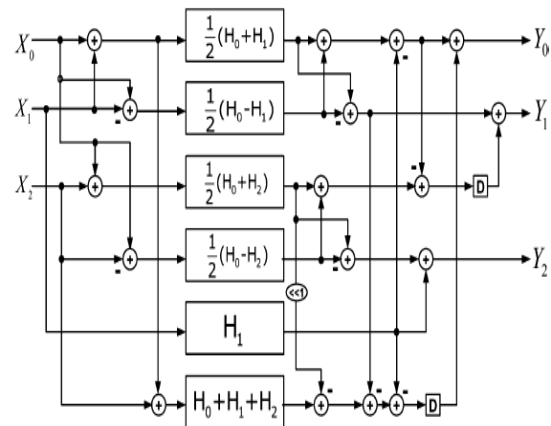 X₀ + ½(H₀+H₁) + - + + Y₀
X₁ - + ½(H₀-H₁) - + + Y₁
X₂ + ½(H₀+H₂) + - - + D
- + ½(H₀-H₂) - + + Y₂
<<1
H₁
+ H₀+H₁+H₂ - + - + - + D